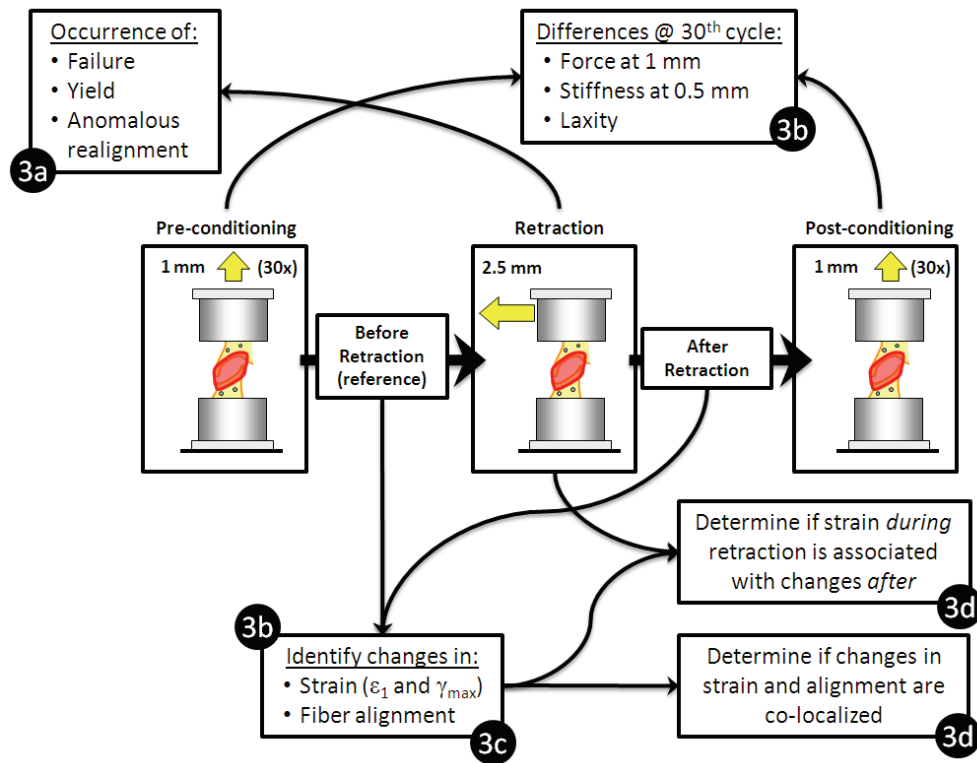 Occurrence of:
• Failure
• Yield
• Anomalous
realignment
3a
Differences @ 30th cycle:
• Force at 1 mm
• Stiffness at 0.5 mm
• Laxity
3b
Pre-conditioning
1 mm (30x)
Before
Retraction
(reference)
Retraction
2.5 mm
After
Retraction
Post-conditioning
1 mm (30x)
Determine if strain during
retraction is associated
with changes after
3d
3b
Identify changes in:
• Strain (ε1 and γmax)
• Fiber alignment
3c
Determine if changes in
strain and alignment are
co-localized
3d